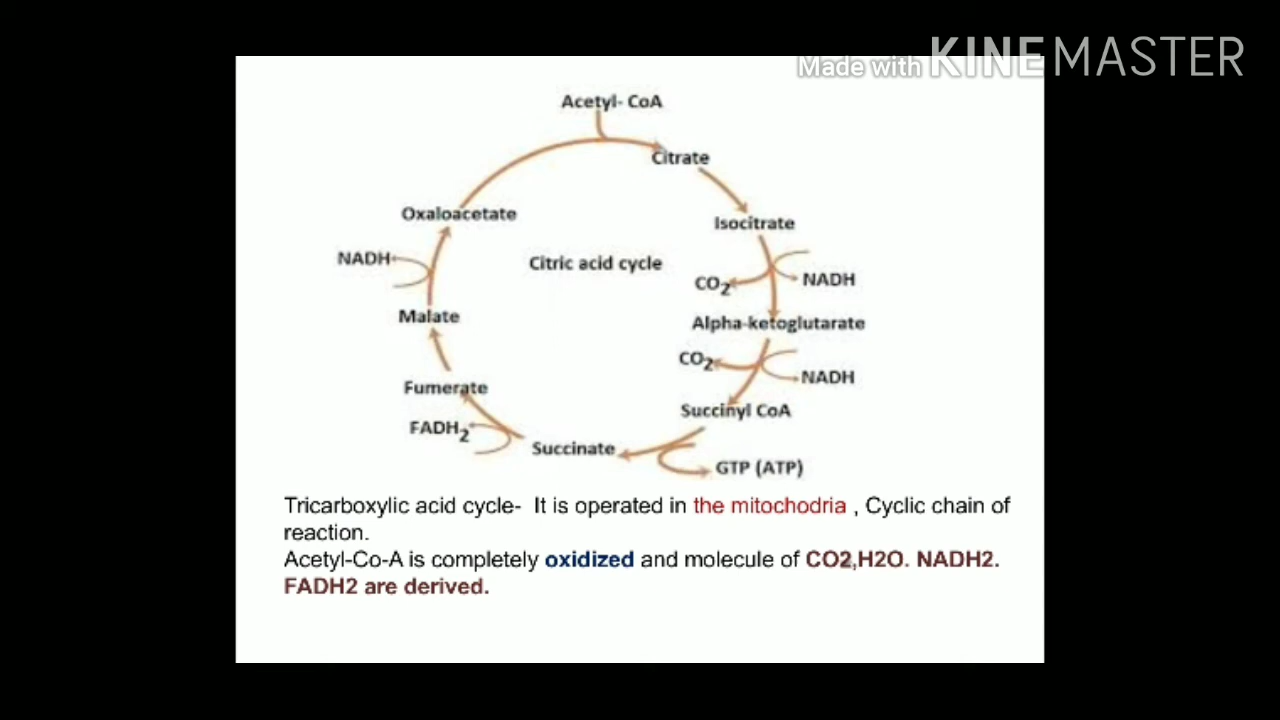 Made with KINEMASTER
Acetyl- CoA
Citrate
Oxaloacetate
Isocitrate
NADH
Citric acid cycle
CO2
NADH
Malate
Alpha-ketoglutarate
CO2
NADH
Fumerate
Succinyl CoA
FADH2
Succinate
GTP (ATP)
Tricarboxylic acid cycle- It is operated in the mitochodria , Cyclic chain of
reaction.
Acetyl-Co-A is completely oxidized and molecule of CO2,H2O. NADH2.
FADH2 are derived.